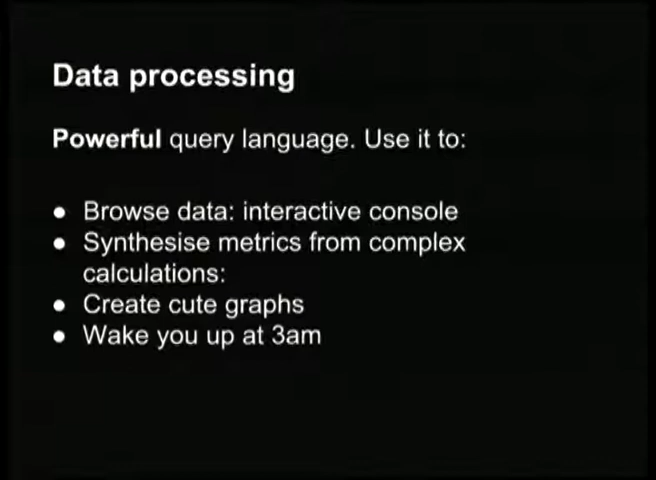 Data processing
Powerful query language. Use it to:
● Browse data: interactive console
● Synthesise metrics from complex
calculations:
● Create cute graphs
● Wake you up at 3am